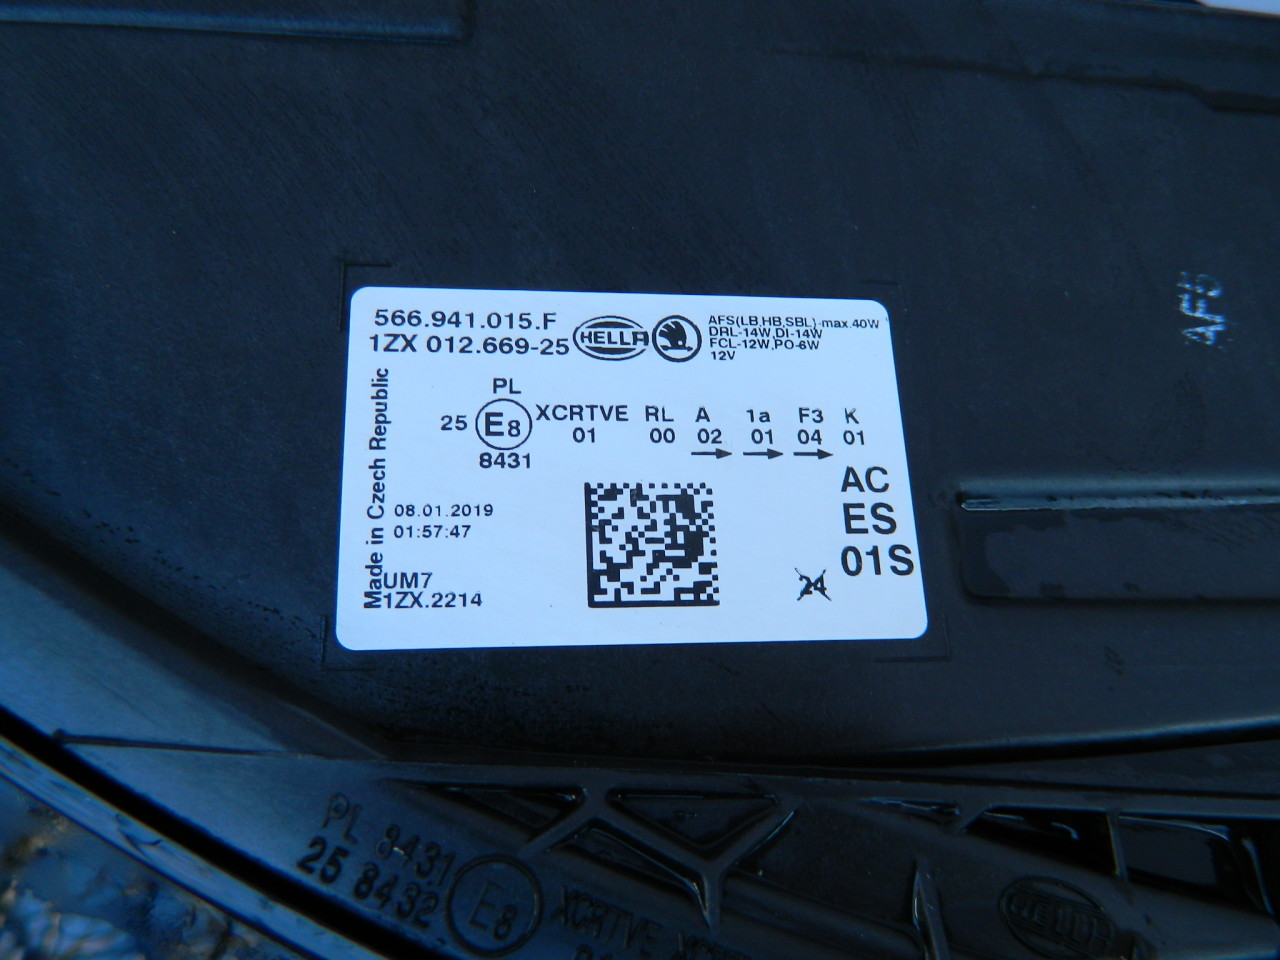 566.941.015.F
1ZX 012.669-25
HELLA
AFS(LB,HB,SBL)-max.40W
DRL-14W,DI-14W
FCL-12W,PO-6W
12V
Made in Czech Republic
PL
25 E8 XCRTVE RL A 1a F3 K
01 00 02 01 04 01
8431
AC
ES
01S
08.01.2019
01:57:47
UM7
1ZX.2214
24
AFS
PL 8431
25 8432
E8
XCRTVE
HELLA